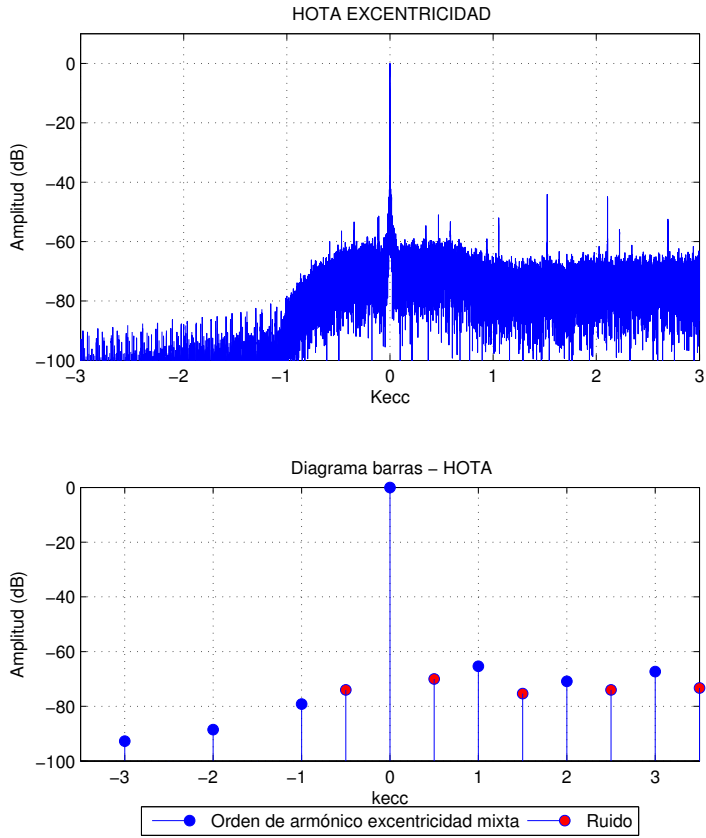 HOTA EXCENTRICIDAD
0
−20
−40
−60
−80
−100
Amplitud (dB)
−3 −2 −1 0 1 2 3
Kecc
Diagrama barras − HOTA
0
−20
−40
−60
−80
−100
Amplitud (dB)
−3 −2 −1 0 1 2 3
kecc
Orden de armónico excentricidad mixta Ruido